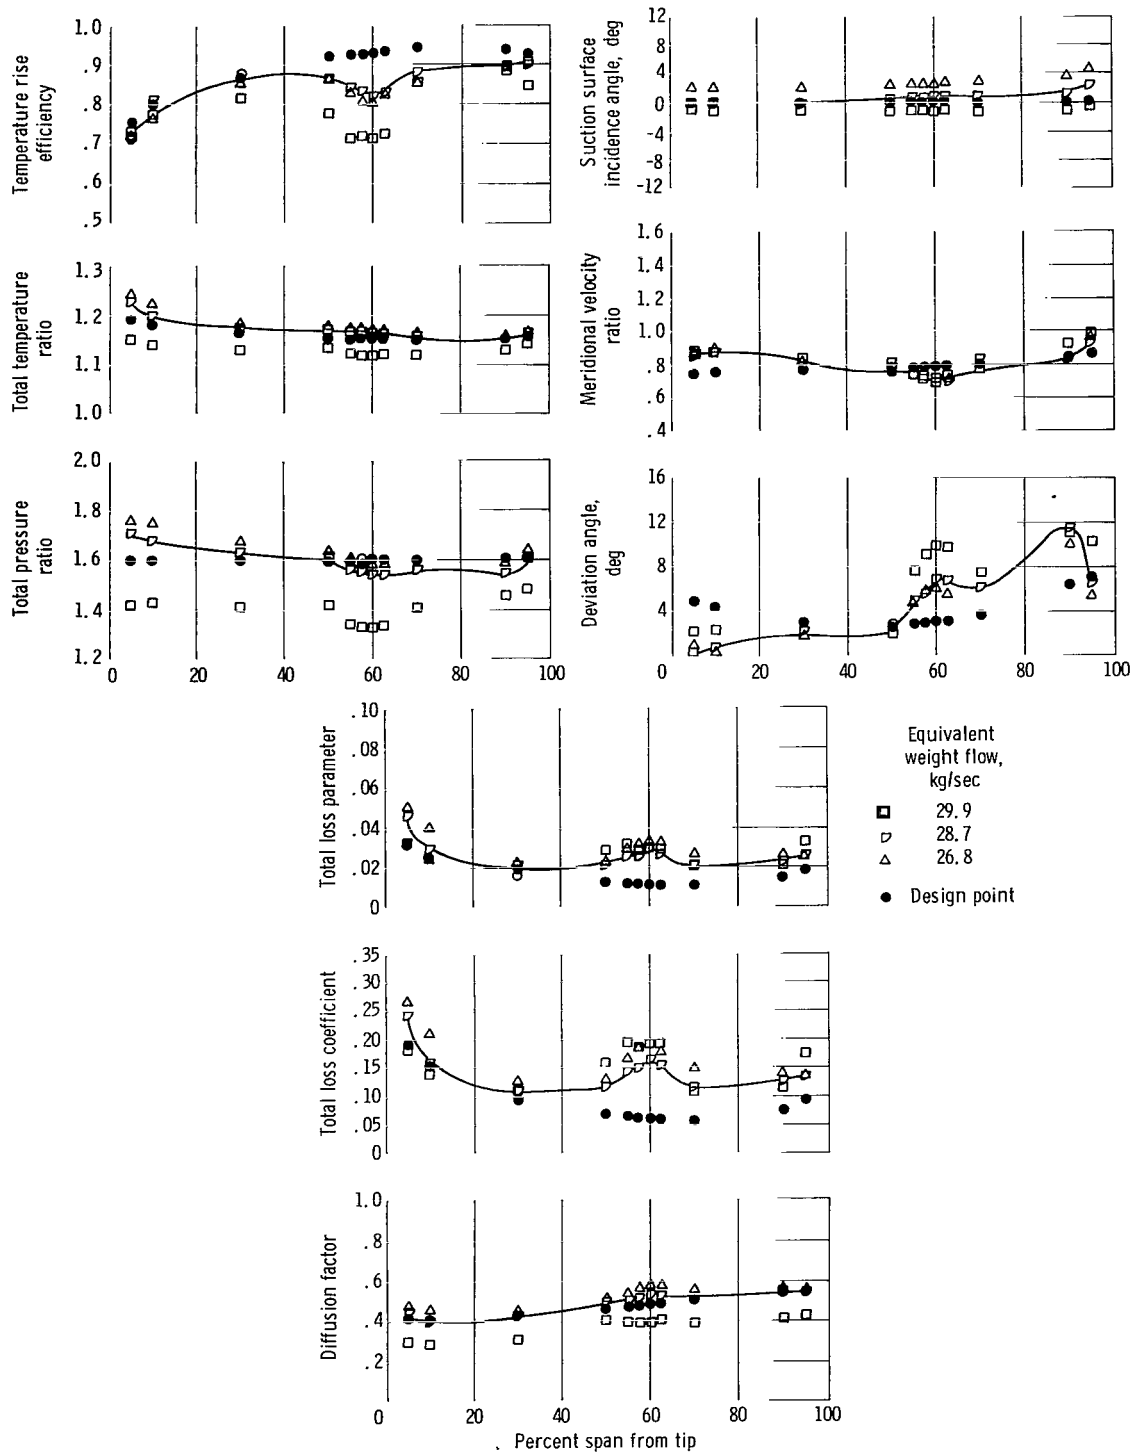 Temperature rise
efficiency
1.0
.9
.8
.7
.6
.5
Suction surface
incidence angle, deg
12
8
4
0
-4
-8
-12
Total temperature
ratio
1.3
1.2
1.1
1.0
Meridional velocity
ratio
1.6
1.4
1.2
1.0
.8
.6
.4
Total pressure
ratio
2.0
1.8
1.6
1.4
1.2
0 20 40 60 80 100
Deviation angle,
deg
16
12
8
4
0 20 40 60 80 100
Total loss parameter
.10
.08
.06
.04
.02
0
Equivalent
weight flow,
kg/sec
29.9
28.7
26.8
Design point
Total loss coefficient
.35
.30
.25
.20
.15
.10
.05
0
Diffusion factor
1.0
.8
.6
.4
.2
0 20 40 60 80 100
Percent span from tip